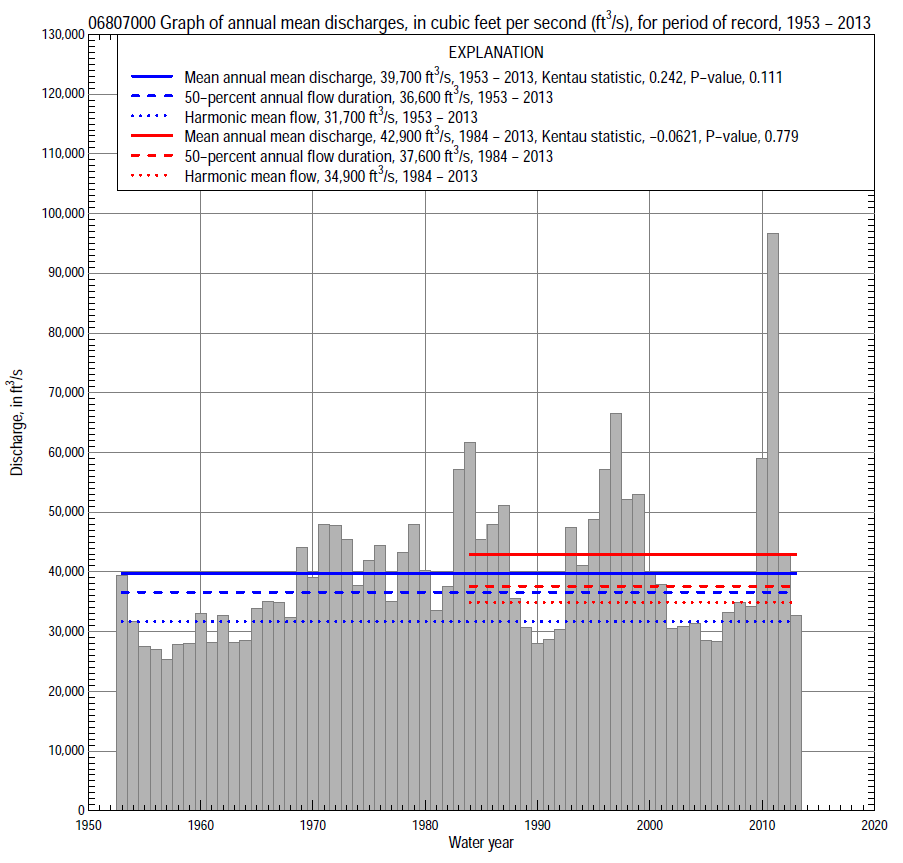 06807000 Graph of annual mean discharges, in cubic feet per second (ft³/s), for period of record, 1953 – 2013
EXPLANATION
Mean annual mean discharge, 39,700 ft³/s, 1953 – 2013, Kentau statistic, 0.242, P–value, 0.111
50–percent annual flow duration, 36,600 ft³/s, 1953 – 2013
Harmonic mean flow, 31,700 ft³/s, 1953 – 2013
Mean annual mean discharge, 42,900 ft³/s, 1984 – 2013, Kentau statistic, –0.0621, P–value, 0.779
50–percent annual flow duration, 37,600 ft³/s, 1984 – 2013
Harmonic mean flow, 34,900 ft³/s, 1984 – 2013
130,000
120,000
110,000
100,000
90,000
80,000
70,000
60,000
50,000
40,000
30,000
20,000
10,000
0
Discharge, in ft³/s
1950 1960 1970 1980 1990 2000 2010 2020
Water year